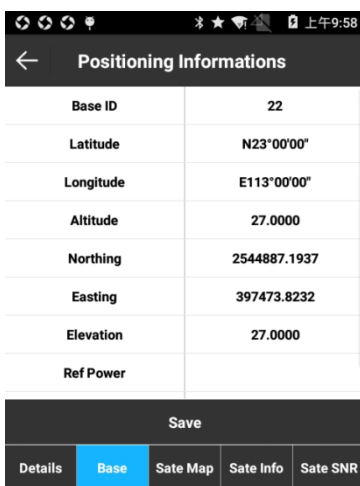 上午9:58
Positioning Informations
Base ID 22
Latitude N23°00'00"
Longitude E113°00'00"
Altitude 27.0000
Northing 2544887.1937
Easting 397473.8232
Elevation 27.0000
Ref Power
Save
Details Base Sate Map Sate Info Sate SNR